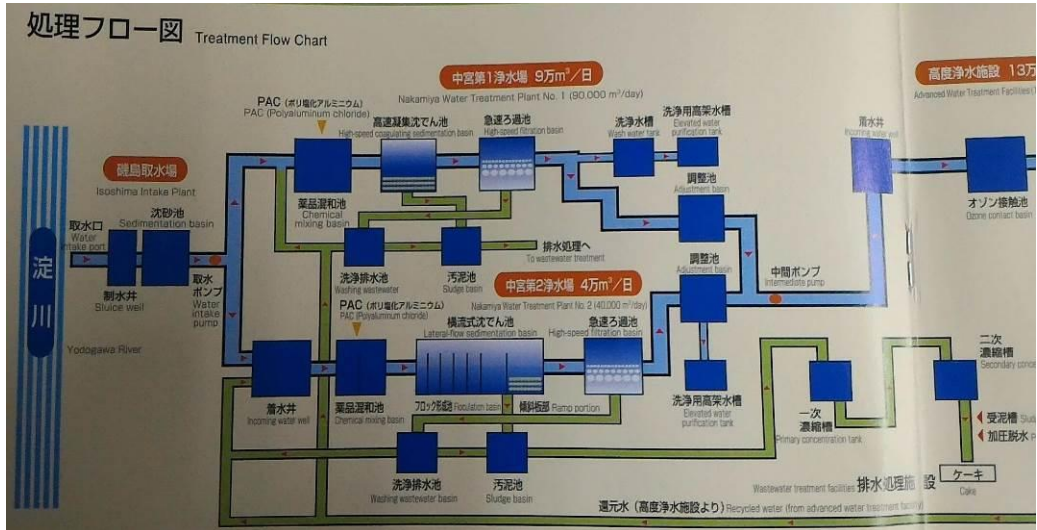 処理フロー図 Treatment Flow Chart
中宮第1浄水場 9万m³/日
Nakamiya Water Treatment Plant No. 1 (90,000 m³/day)
高度浄水施設 13万
Advanced Water Treatment Facilities
PAC (ポリ塩化アルミニウム)
PAC (Polyaluminum chloride)
高速凝集沈でん池
High-speed coagulating sedimentation basin
急速ろ過池
High-speed filtration basin
洗浄水槽
Wash water tank
洗浄用高架水槽
Elevated water
purification tank
着水井
Incoming water well
磯島取水場
Isoshima Intake Plant
取水口
Water
intake port
沈砂池
Sedimentation basin
薬品混和池
Chemical
mixing basin
調整池
Adjustment basin
オゾン接触池
Ozone contact basin
淀川
Yodogawa River
制水井
Sluice well
取水
ポンプ
Water
intake
pump
洗浄排水池
Washing wastewater
汚泥池
Sludge basin
排水処理へ
To wastewater treatment
調整池
Adjustment basin
中間ポンプ
Intermediate pump
中宮第2浄水場 4万m³/日
Nakamiya Water Treatment Plant No. 2 (40,000 m³/day)
PAC (ポリ塩化アルミニウム)
PAC (Polyaluminum chloride)
横流式沈でん池
Lateral-flow sedimentation basin
急速ろ過池
High-speed filtration basin
着水井
Incoming water well
薬品混和池
Chemical mixing basin
フロック形成池 Flocculation basin
傾斜板部 Ramp portion
洗浄用高架水槽
Elevated water
purification tank
一次
濃縮槽
Primary concentration tank
二次
濃縮槽
Secondary conce
受泥槽 Slud
加圧脱水 P
ケーキ
Cake
洗浄排水池
Washing wastewater basin
汚泥池
Sludge basin
Wastewater treatment facilities 排水処理施設
還元水 (高度浄水施設より) Recycled water (from advanced water treatment facility)